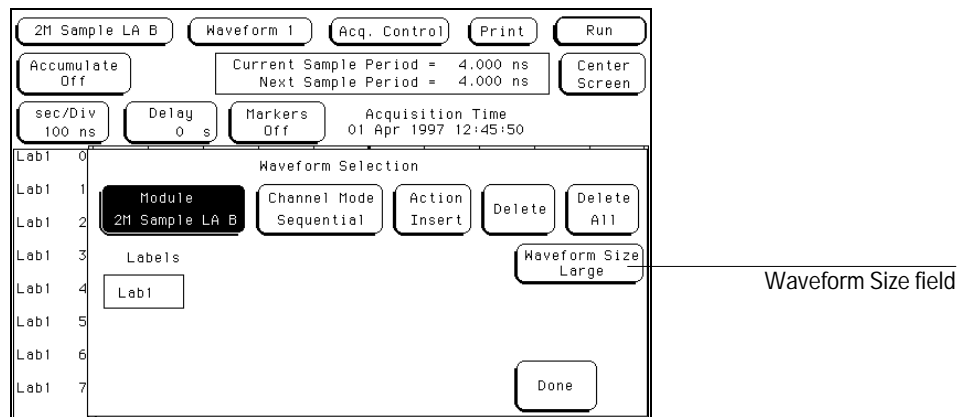 2M Sample LA B Waveform 1 Acq. Control Print Run
Accumulate
Off
Current Sample Period = 4.000 ns
Next Sample Period = 4.000 ns
Center
Screen
sec/Div
100 ns
Delay
0 s
Markers
Off
Acquisition Time
01 Apr 1997 12:45:50
Lab1 0
Lab1 1
Lab1 2
Lab1 3
Lab1 4
Lab1 5
Lab1 6
Lab1 7
Waveform Selection
Module
2M Sample LA B
Channel Mode
Sequential
Action
Insert
Delete
Delete
All
Labels
Lab1
Waveform Size
Large
Done
Waveform Size field